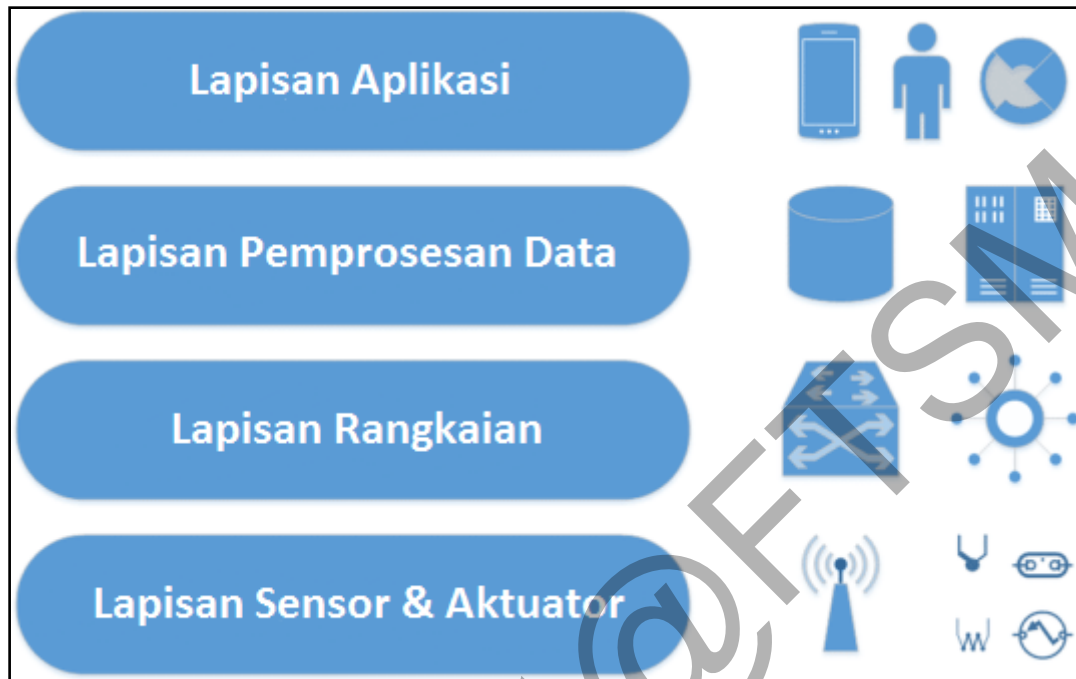 Lapisan Aplikasi
Lapisan Pemprosesan Data
Lapisan Rangkaian
Lapisan Sensor & Aktuator
@FTSM